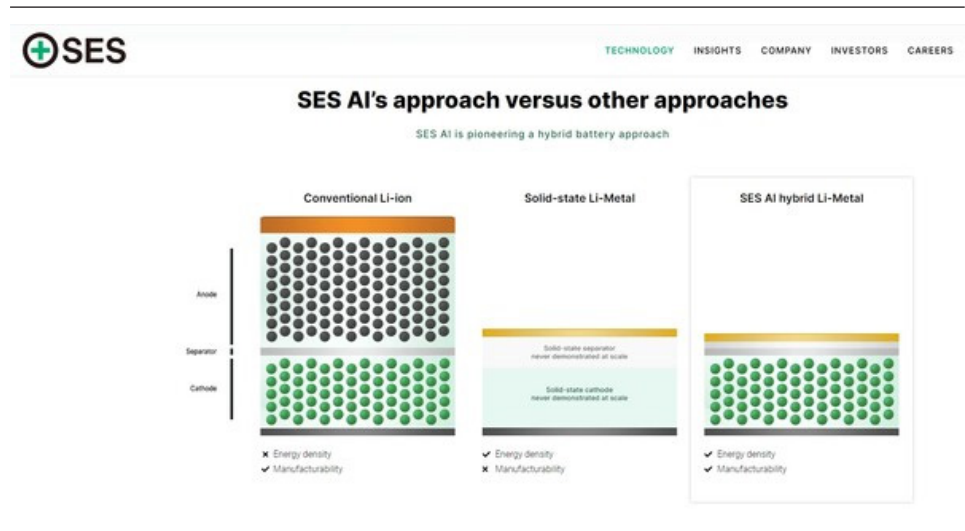 SES
TECHNOLOGY INSIGHTS COMPANY INVESTORS CAREERS
SES AI's approach versus other approaches
SES AI is pioneering a hybrid battery approach
Conventional Li-ion
Solid-state Li-Metal
SES AI hybrid Li-Metal
Anode
Separator
Cathode
Solid-state separator
never demonstrated at scale
Solid-state cathode
never demonstrated at scale
✖ Energy density
✔ Manufacturability
✔ Energy density
✖ Manufacturability
✔ Energy density
✔ Manufacturability